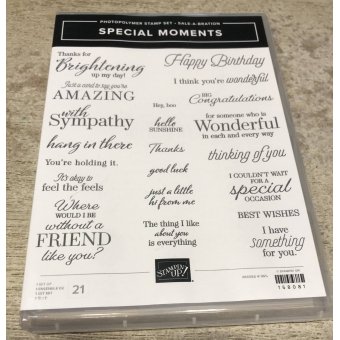 PHOTOPOLYMER STAMP SET • SALE-A-BRATION
SPECIAL MOMENTS
Thanks for
Brightening
up my day!
Just a card to say you're
AMAZING
with
Sympathy
hang in there
You're holding it.
It's okay to
feel the feels
Where
WOULD I BE
without a
FRIEND
like you?
Hey, boo
hello
SUNSHINE
Thanks
good luck
just a little
hi from me
The thing I like
about you
is everything
Happy Birthday
I think you're wonderful
BIG
Congratulations
for someone who is
Wonderful
in each and every way
thinking of you
I COULDN'T WAIT
FOR A
special
OCCASION
BEST WISHES
I have
something
for you.
21
STAMPIN' UP!
© STAMPIN' UP!